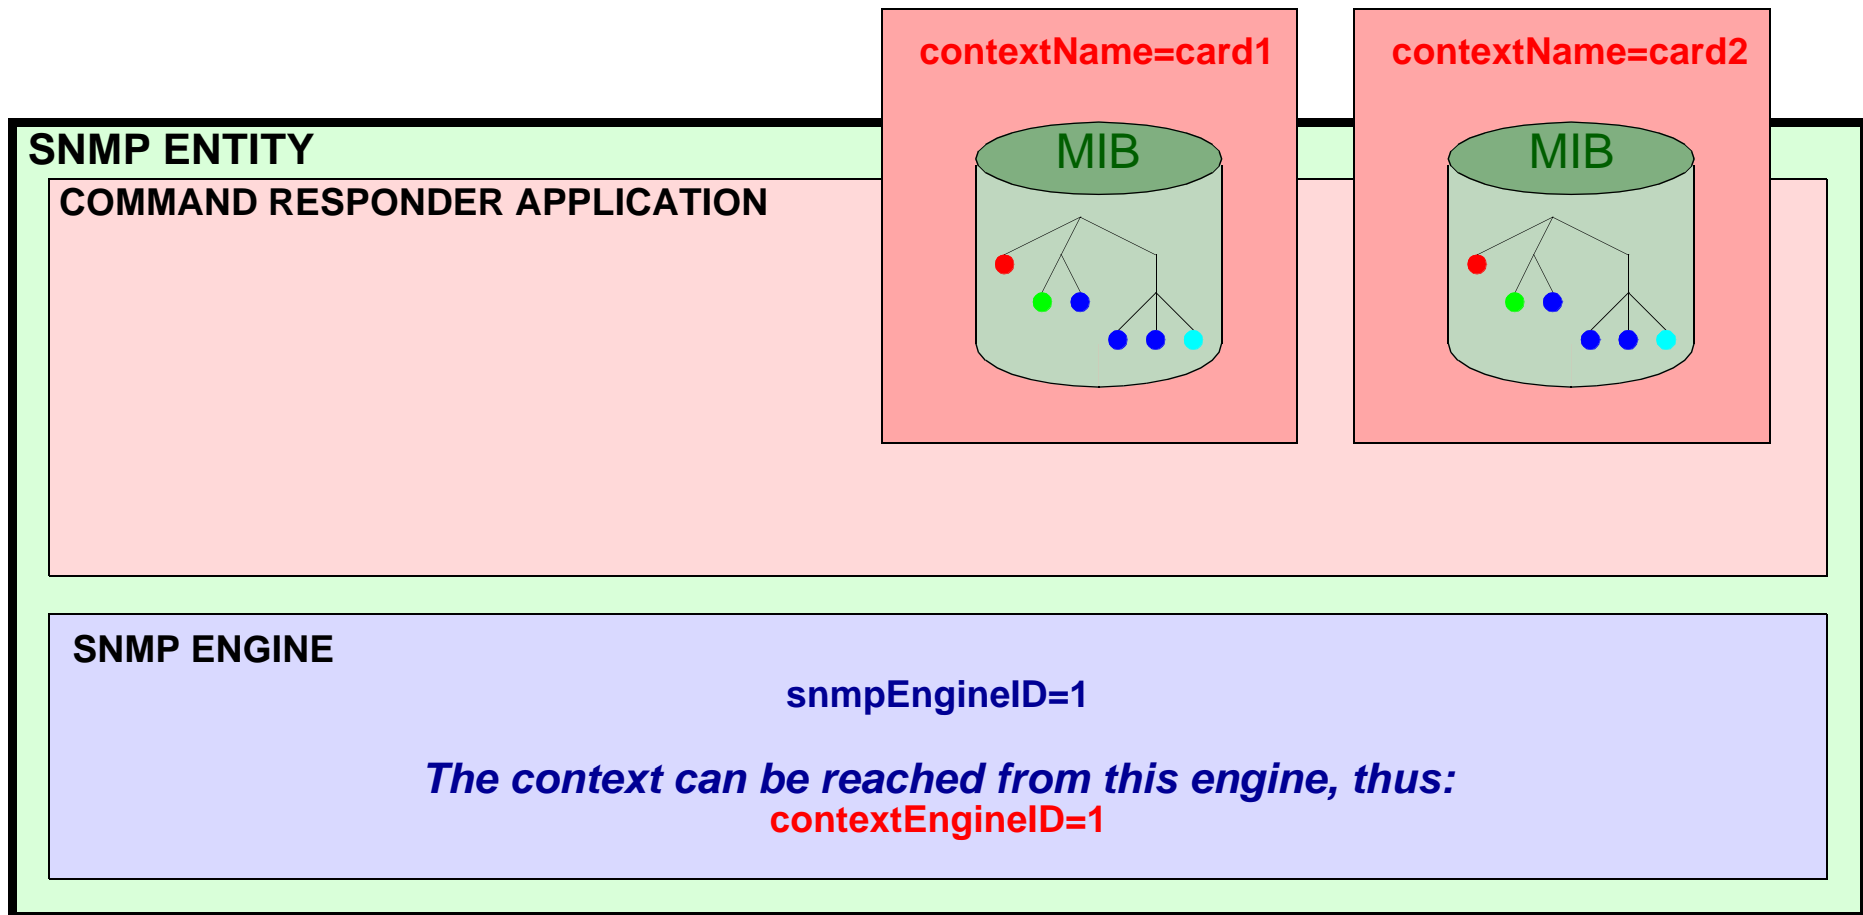 contextName=card1
contextName=card2
SNMP ENTITY
MIB
MIB
COMMAND RESPONDER APPLICATION
SNMP ENGINE
snmpEngineID=1
The context can be reached from this engine, thus:
contextEngineID=1